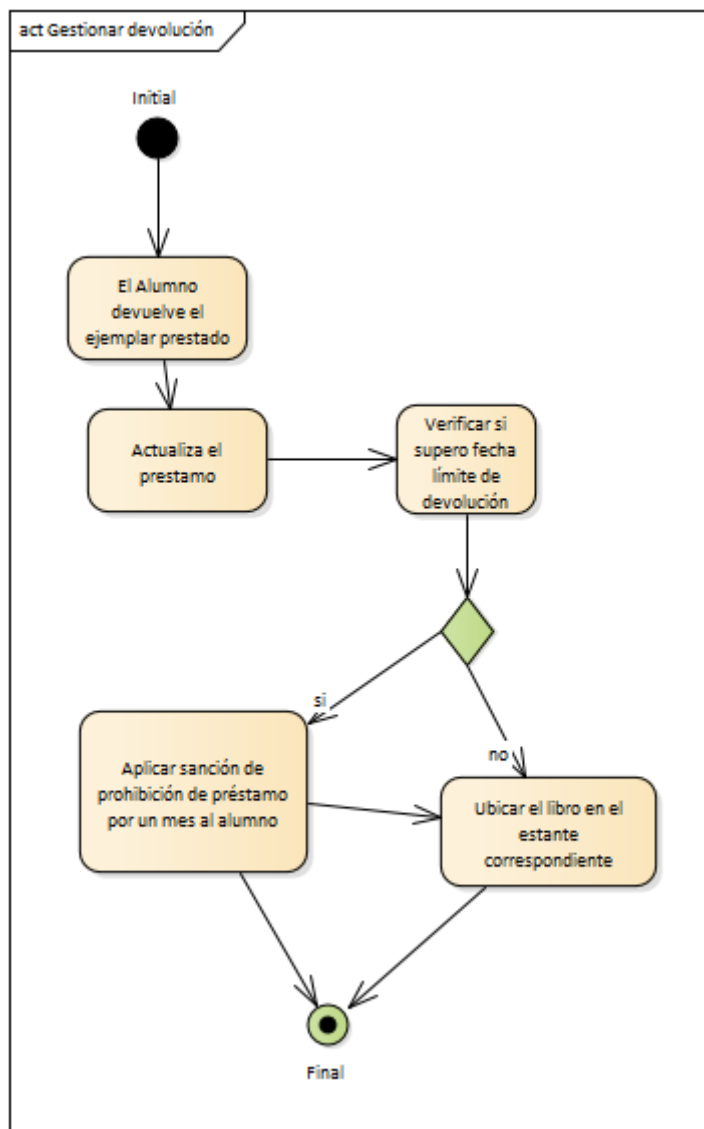 act Gestionar devolución
Initial
El Alumno
devuelve el
ejemplar prestado
Actualiza el
prestamo
Verificar si
supero fecha
límite de
devolución
si
no
Aplicar sanción de
prohibición de préstamo
por un mes al alumno
Ubicar el libro en el
estante
correspondiente
Final